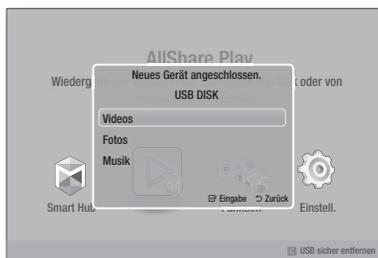 AllShare Play
Wiedergabe
k oder von
Neues Gerät angeschlossen.
USB DISK
Videos
Fotos
Musik
Eingabe Zurück
Smart Hub
Funktion
Einstell.
C USB sicher entfernen